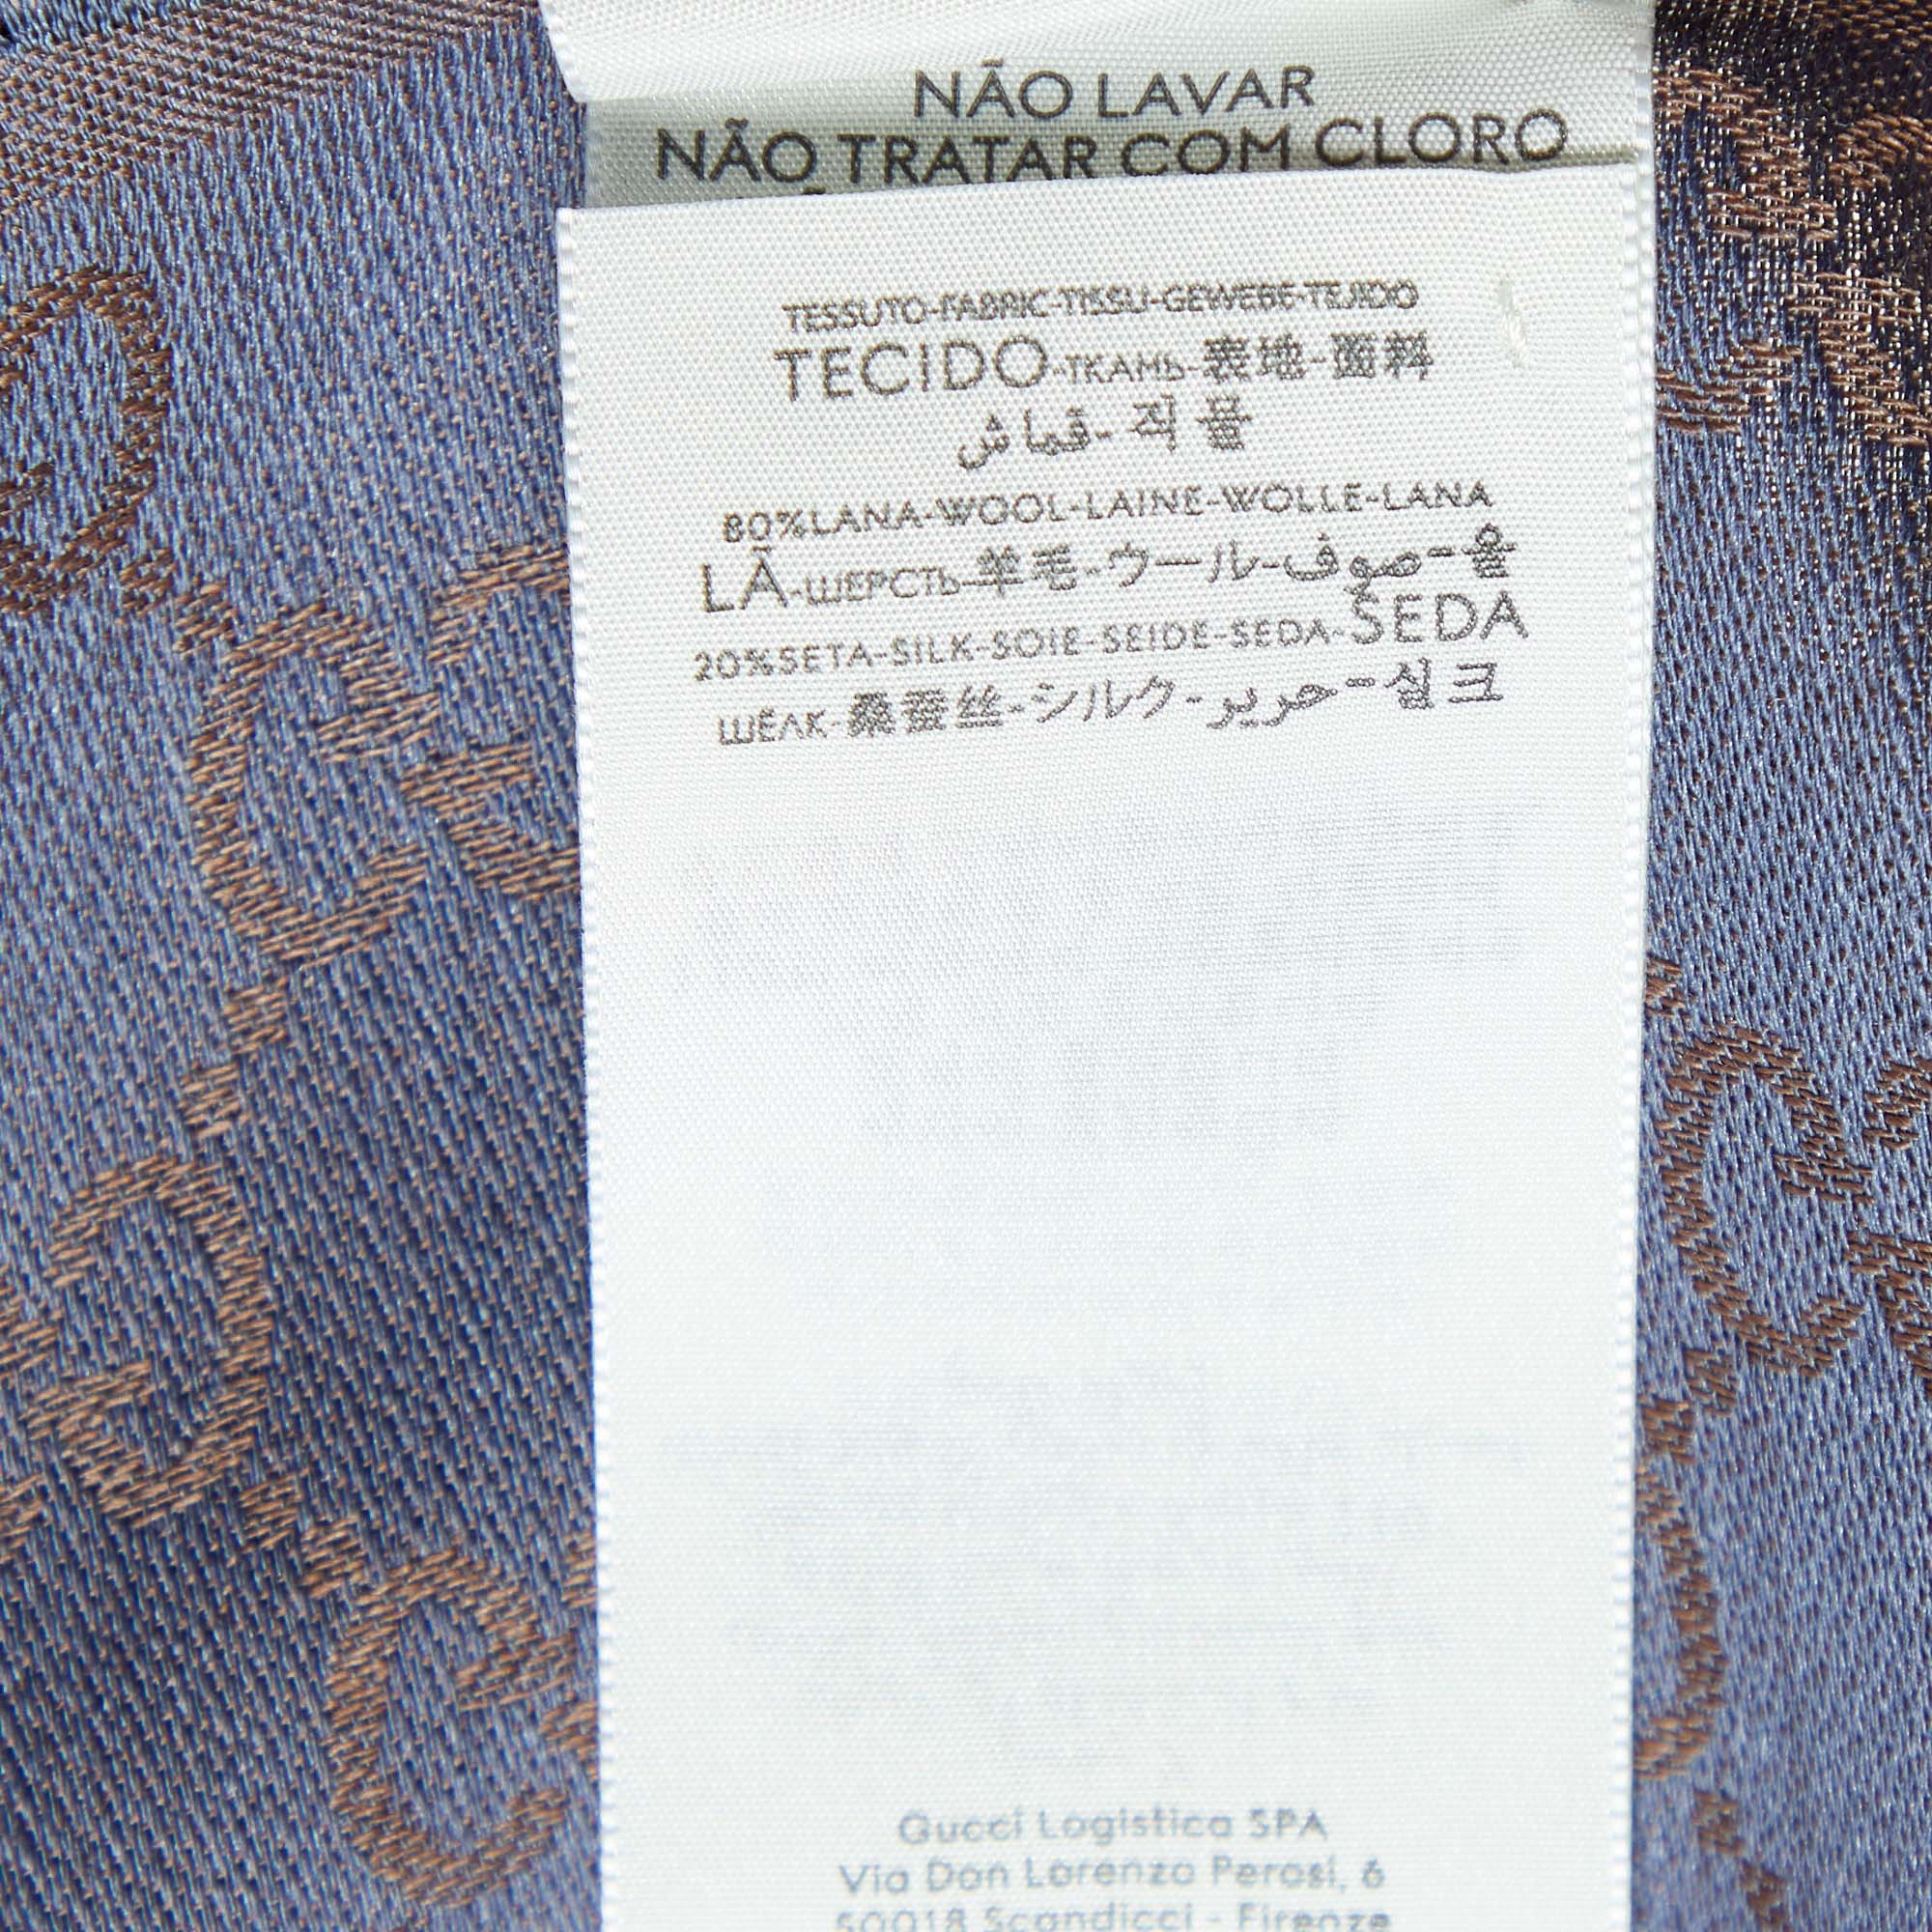 NÃO LAVAR
NÃO TRATAR COM CLORO
TESSUTO-FABRIC-TISSU-GEWEBE-TEJIDO
TECIDO-ТКАНЬ-表地-面料
قماش-직물
80%LANA-WOOL-LAINE-WOLLE-LANA
LÃ-ШЕРСТЬ-羊毛-ウール-صوف-울
20%SETA-SILK-SOIE-SEIDE-SEDA-SEDA
ШЁЛК-桑蚕丝-シルク-حرير-실크
Gucci Logistica SPA
Via Don Lorenzo Perosi, 6
50018 Scandicci - Firenze